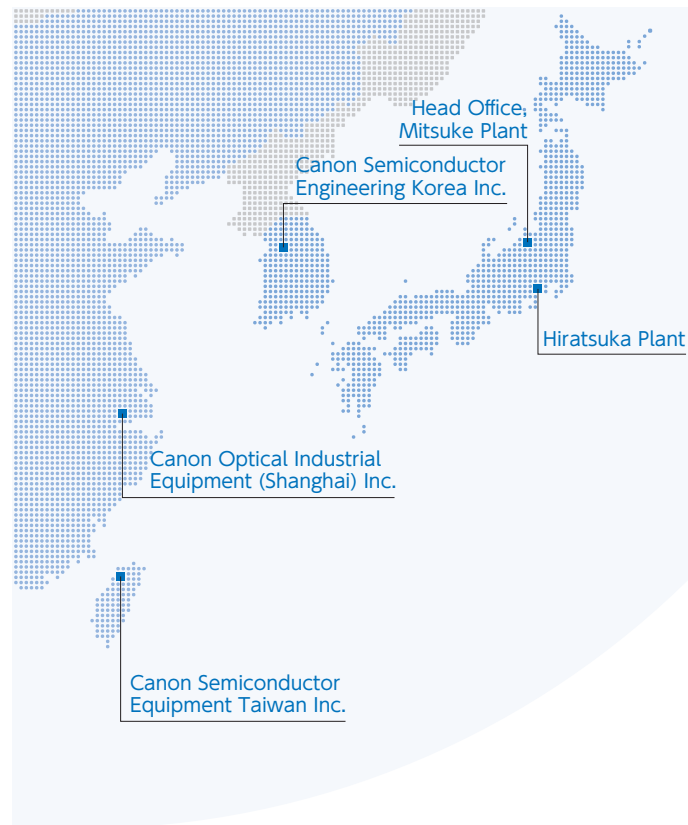 Head Office,
Mitsuke Plant
Canon Semiconductor
Engineering Korea Inc.
Hiratsuka Plant
Canon Optical Industrial
Equipment (Shanghai) Inc.
Canon Semiconductor
Equipment Taiwan Inc.